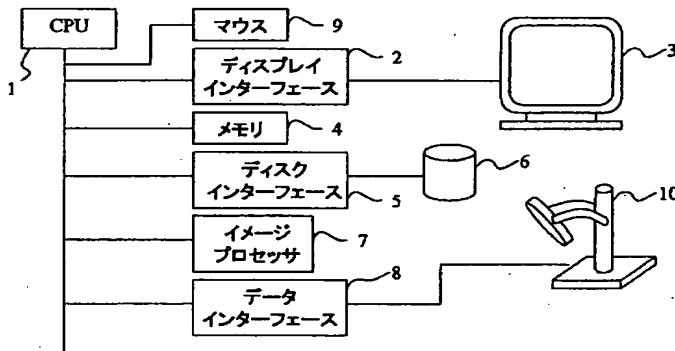 CPU
1
マウス
9
ディスプレイ
インターフェース
2
3
メモリ
4
ディスク
インターフェース
5
6
イメージ
プロセッサ
7
データ
インターフェース
8
10